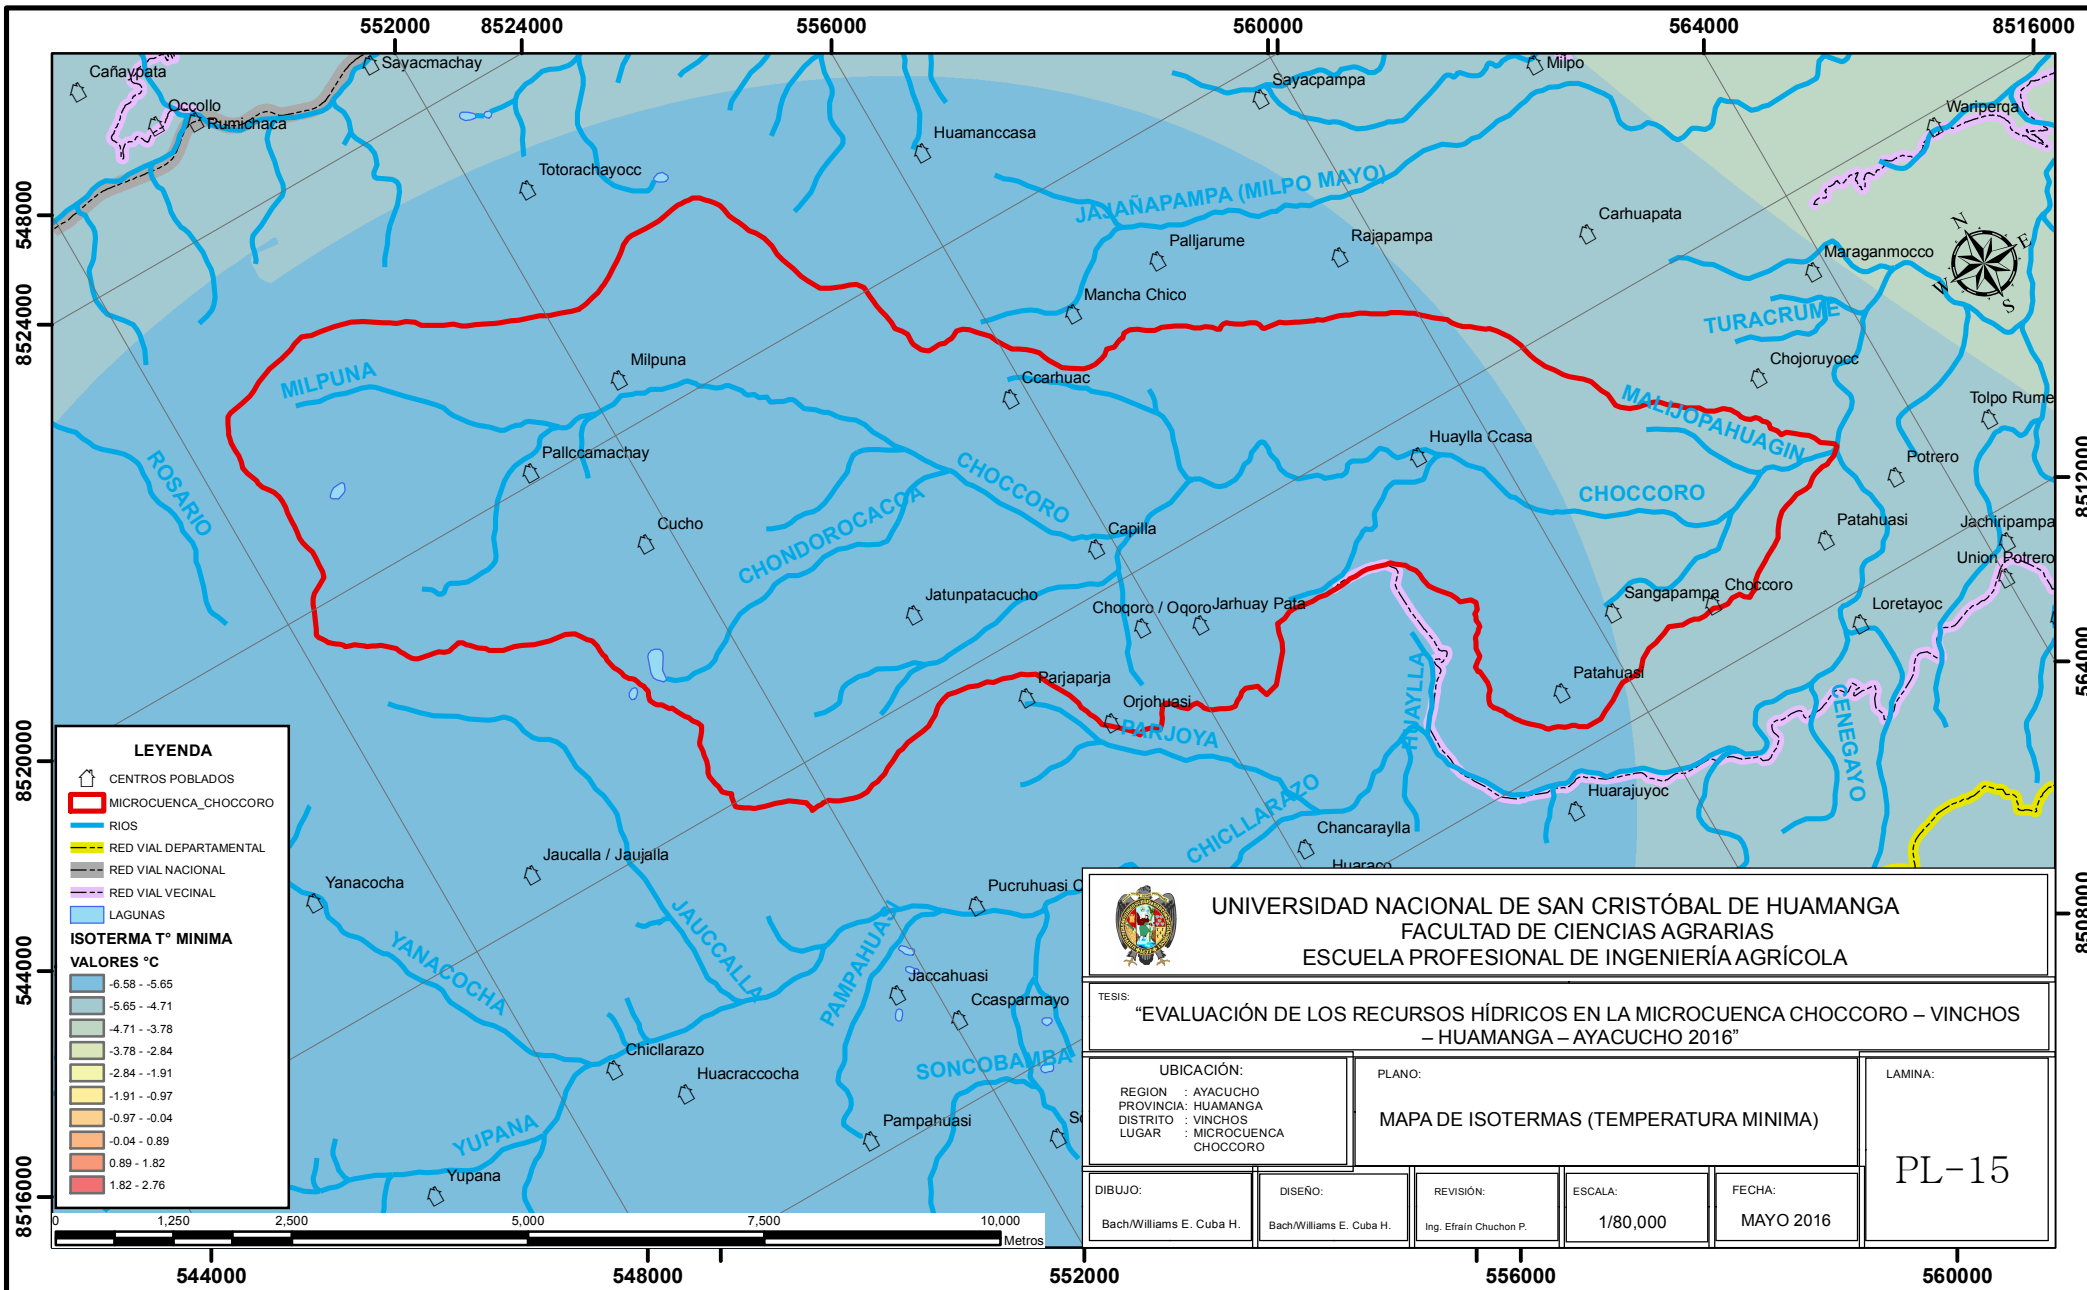 552000
8524000
556000
560000
564000
8516000
548000
8524000
8520000
544000
8516000
8512000
564000
8508000
544000
548000
552000
556000
560000
Cañaypata
Sayacmachay
Occollo
Rumichaca
Totorachayocc
Huamanccasa
Sayacpampa
Milpo
Wariperqa
JAJAÑAPAMPA (MILPO MAYO)
Palljarume
Rajapampa
Carhuapata
Maraganmocco
N
E
W
S
Mancha Chico
TURACRUME
Chojoruyocc
MILPUNA
Milpuna
Ccarhuac
MALIJOPAHUAGIN
Tolpo Rume
ROSARIO
Pallccamachay
CHOCCORO
Huaylla Ccasa
CHOCCORO
Potrero
CHONDOROCACCA
Cucho
Capilla
Patahuasi
Jachiripampa
Union Potrero
Jatunpatacucho
Choqoro / Oqoro
Jarhuay Pata
Sangapampa
Choccoro
Loretayoc
Parjaparja
Orjohuasi
PARJOYA
HUAYLLA
Patahuasi
CENEGAYO
CHICLLARAZO
Huarajuyoc
Chancaraylla
Huaraco
Jaucalla / Jaujalla
Yanacocha
Pucruhuasi C
JAUCCALLA
YANACOCHA
PAMPAHUAS
Jaccahuasi
Ccasparmayo
Chicllarazo
Huacraccocha
SONCOBAMBA
YUPANA
Pampahuasi
Yupana
LEYENDA
CENTROS POBLADOS
MICROCUENCA_CHOCCORO
RIOS
RED VIAL DEPARTAMENTAL
RED VIAL NACIONAL
RED VIAL VECINAL
LAGUNAS
ISOTERMA T° MINIMA
VALORES °C
-6.58 - -5.65
-5.65 - -4.71
-4.71 - -3.78
-3.78 - -2.84
-2.84 - -1.91
-1.91 - -0.97
-0.97 - -0.04
-0.04 - 0.89
0.89 - 1.82
1.82 - 2.76
0 1,250 2,500 5,000 7,500 10,000
Metros
UNIVERSIDAD NACIONAL DE SAN CRISTÓBAL DE HUAMANGA
FACULTAD DE CIENCIAS AGRARIAS
ESCUELA PROFESIONAL DE INGENIERÍA AGRÍCOLA
TESIS:
“EVALUACIÓN DE LOS RECURSOS HÍDRICOS EN LA MICROCUENCA CHOCCORO – VINCHOS
– HUAMANGA – AYACUCHO 2016”
UBICACIÓN:
REGION : AYACUCHO
PROVINCIA: HUAMANGA
DISTRITO : VINCHOS
LUGAR : MICROCUENCA
CHOCCORO
PLANO:
MAPA DE ISOTERMAS (TEMPERATURA MINIMA)
LAMINA:
PL-15
DIBUJO:
Bach/Williams E. Cuba H.
DISEÑO:
Bach/Williams E. Cuba H.
REVISIÓN:
Ing. Efraín Chuchon P.
ESCALA:
1/80,000
FECHA:
MAYO 2016